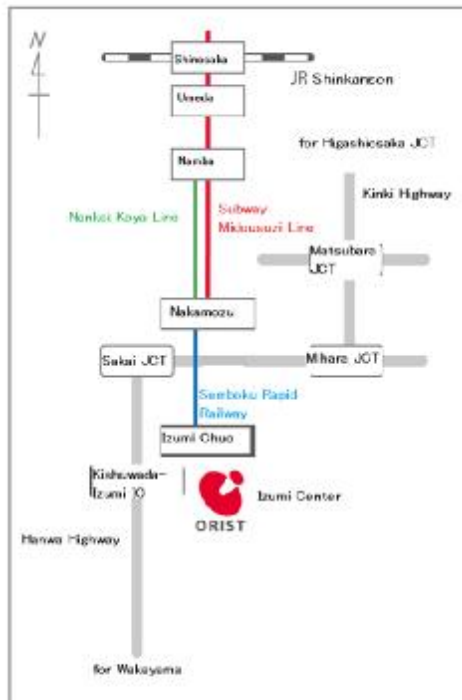 N
Shinosaka
JR Shinkansen
Umeda
for Higashiosaka JCT
Namba
Kinki Highway
Nankai Koya Line
Subway
Midousuji Line
Matsubara
JCT
Nakamozu
Sakai JCT
Mihara JCT
Semboku Rapid
Railway
Izumi Chuo
Kishuwada-
Izumi IC
Izumi Center
ORIST
Hanwa Highway
for Wakayama